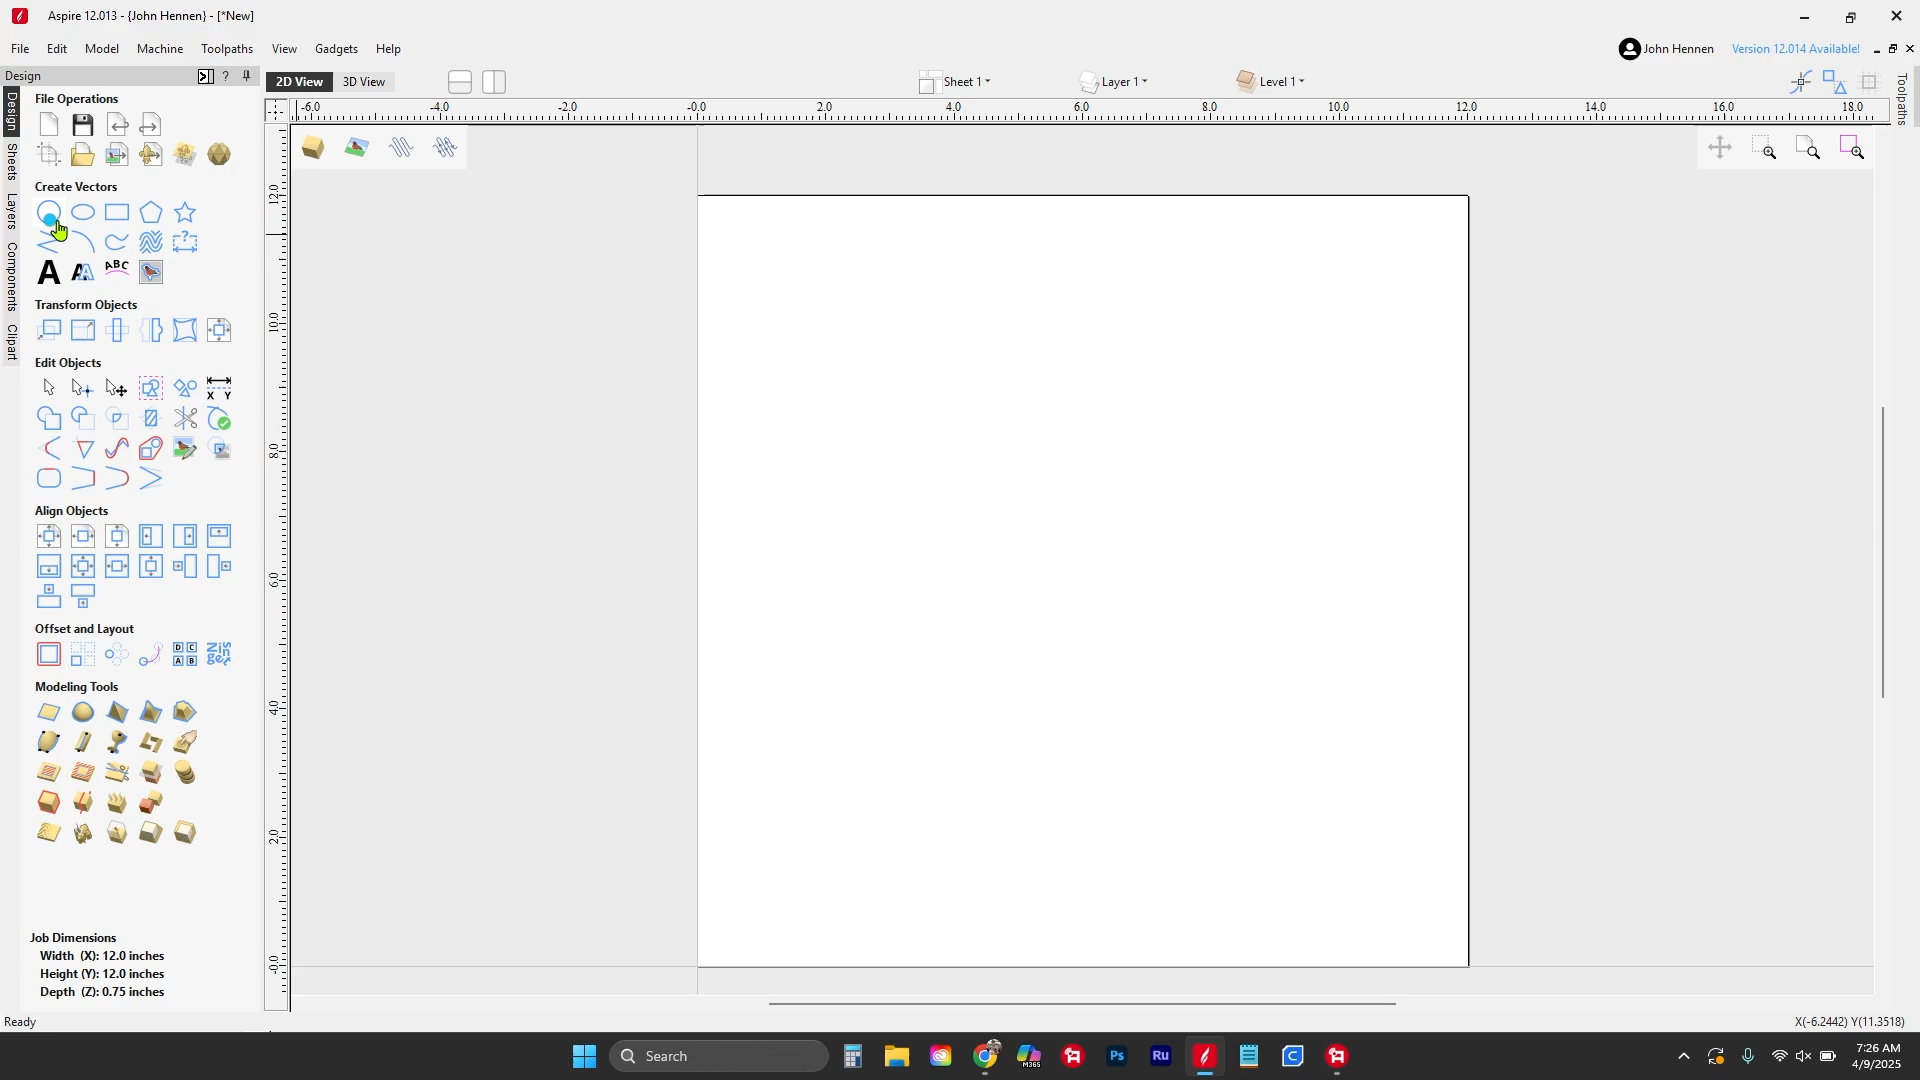 Aspire 12.013 - {John Hennen} - [*New]
File Edit Model Machine Toolpaths View Gadgets Help
John Hennen Version 12.014 Available!
Design
2D View 3D View
Sheet 1 Layer 1 Level 1
Design
Sheets
Layers
Components
Clipart
Toolpaths
File Operations
Create Vectors
A A ABC
Transform Objects
Edit Objects
X Y
Align Objects
Offset and Layout
D C
A B
Modeling Tools
Job Dimensions
Width (X): 12.0 inches
Height (Y): 12.0 inches
Depth (Z): 0.75 inches
-6.0 -4.0 -2.0 -0.0 2.0 4.0 6.0 8.0 10.0 12.0 14.0 16.0 18.0
12.0
10.0
8.0
6.0
4.0
2.0
-0.0
Ready
X(-6.2442) Y(11.3518)
Search
M365
Ps
Ru
7:26 AM
4/9/2025